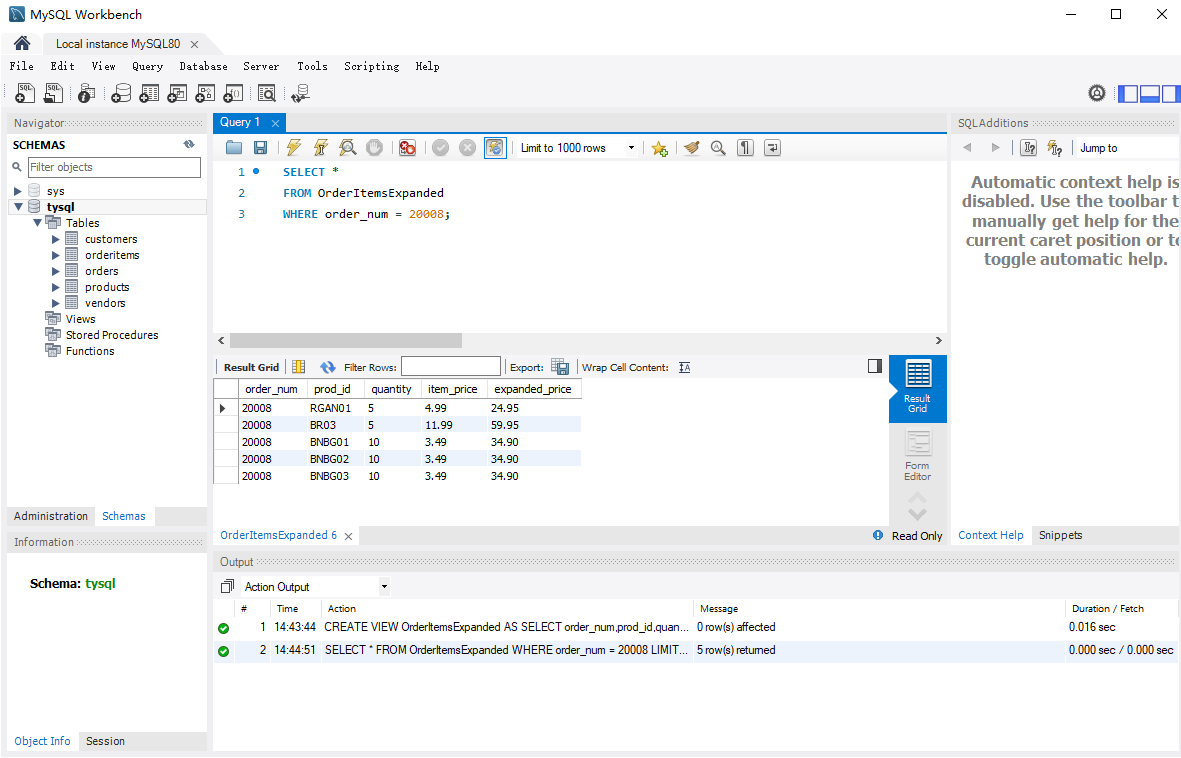 MySQL Workbench
Local instance MySQL80
File Edit View Query Database Server Tools Scripting Help
Navigator
SCHEMAS
Filter objects
sys
tysql
Tables
customers
orderitems
orders
products
vendors
Views
Stored Procedures
Functions
Administration Schemas
Information
Schema: tysql
Object Info Session
Query 1
Limit to 1000 rows
1 SELECT *
2 FROM OrderItemsExpanded
3 WHERE order_num = 20008;
Result Grid Filter Rows: Export: Wrap Cell Content:
order_num prod_id quantity item_price expanded_price
20008 RGAN01 5 4.99 24.95
20008 BR03 5 11.99 59.95
20008 BNBG01 10 3.49 34.90
20008 BNBG02 10 3.49 34.90
20008 BNBG03 10 3.49 34.90
Result
Grid
Form
Editor
OrderItemsExpanded 6 Read Only
SQLAdditions
Jump to
Automatic context help is
disabled. Use the toolbar t
manually get help for the
current caret position or to
toggle automatic help.
Context Help Snippets
Output
Action Output
# Time Action Message Duration / Fetch
1 14:43:44 CREATE VIEW OrderItemsExpanded AS SELECT order_num,prod_id,quan... 0 row(s) affected 0.016 sec
2 14:44:51 SELECT * FROM OrderItemsExpanded WHERE order_num = 20008 LIMIT... 5 row(s) returned 0.000 sec / 0.000 sec